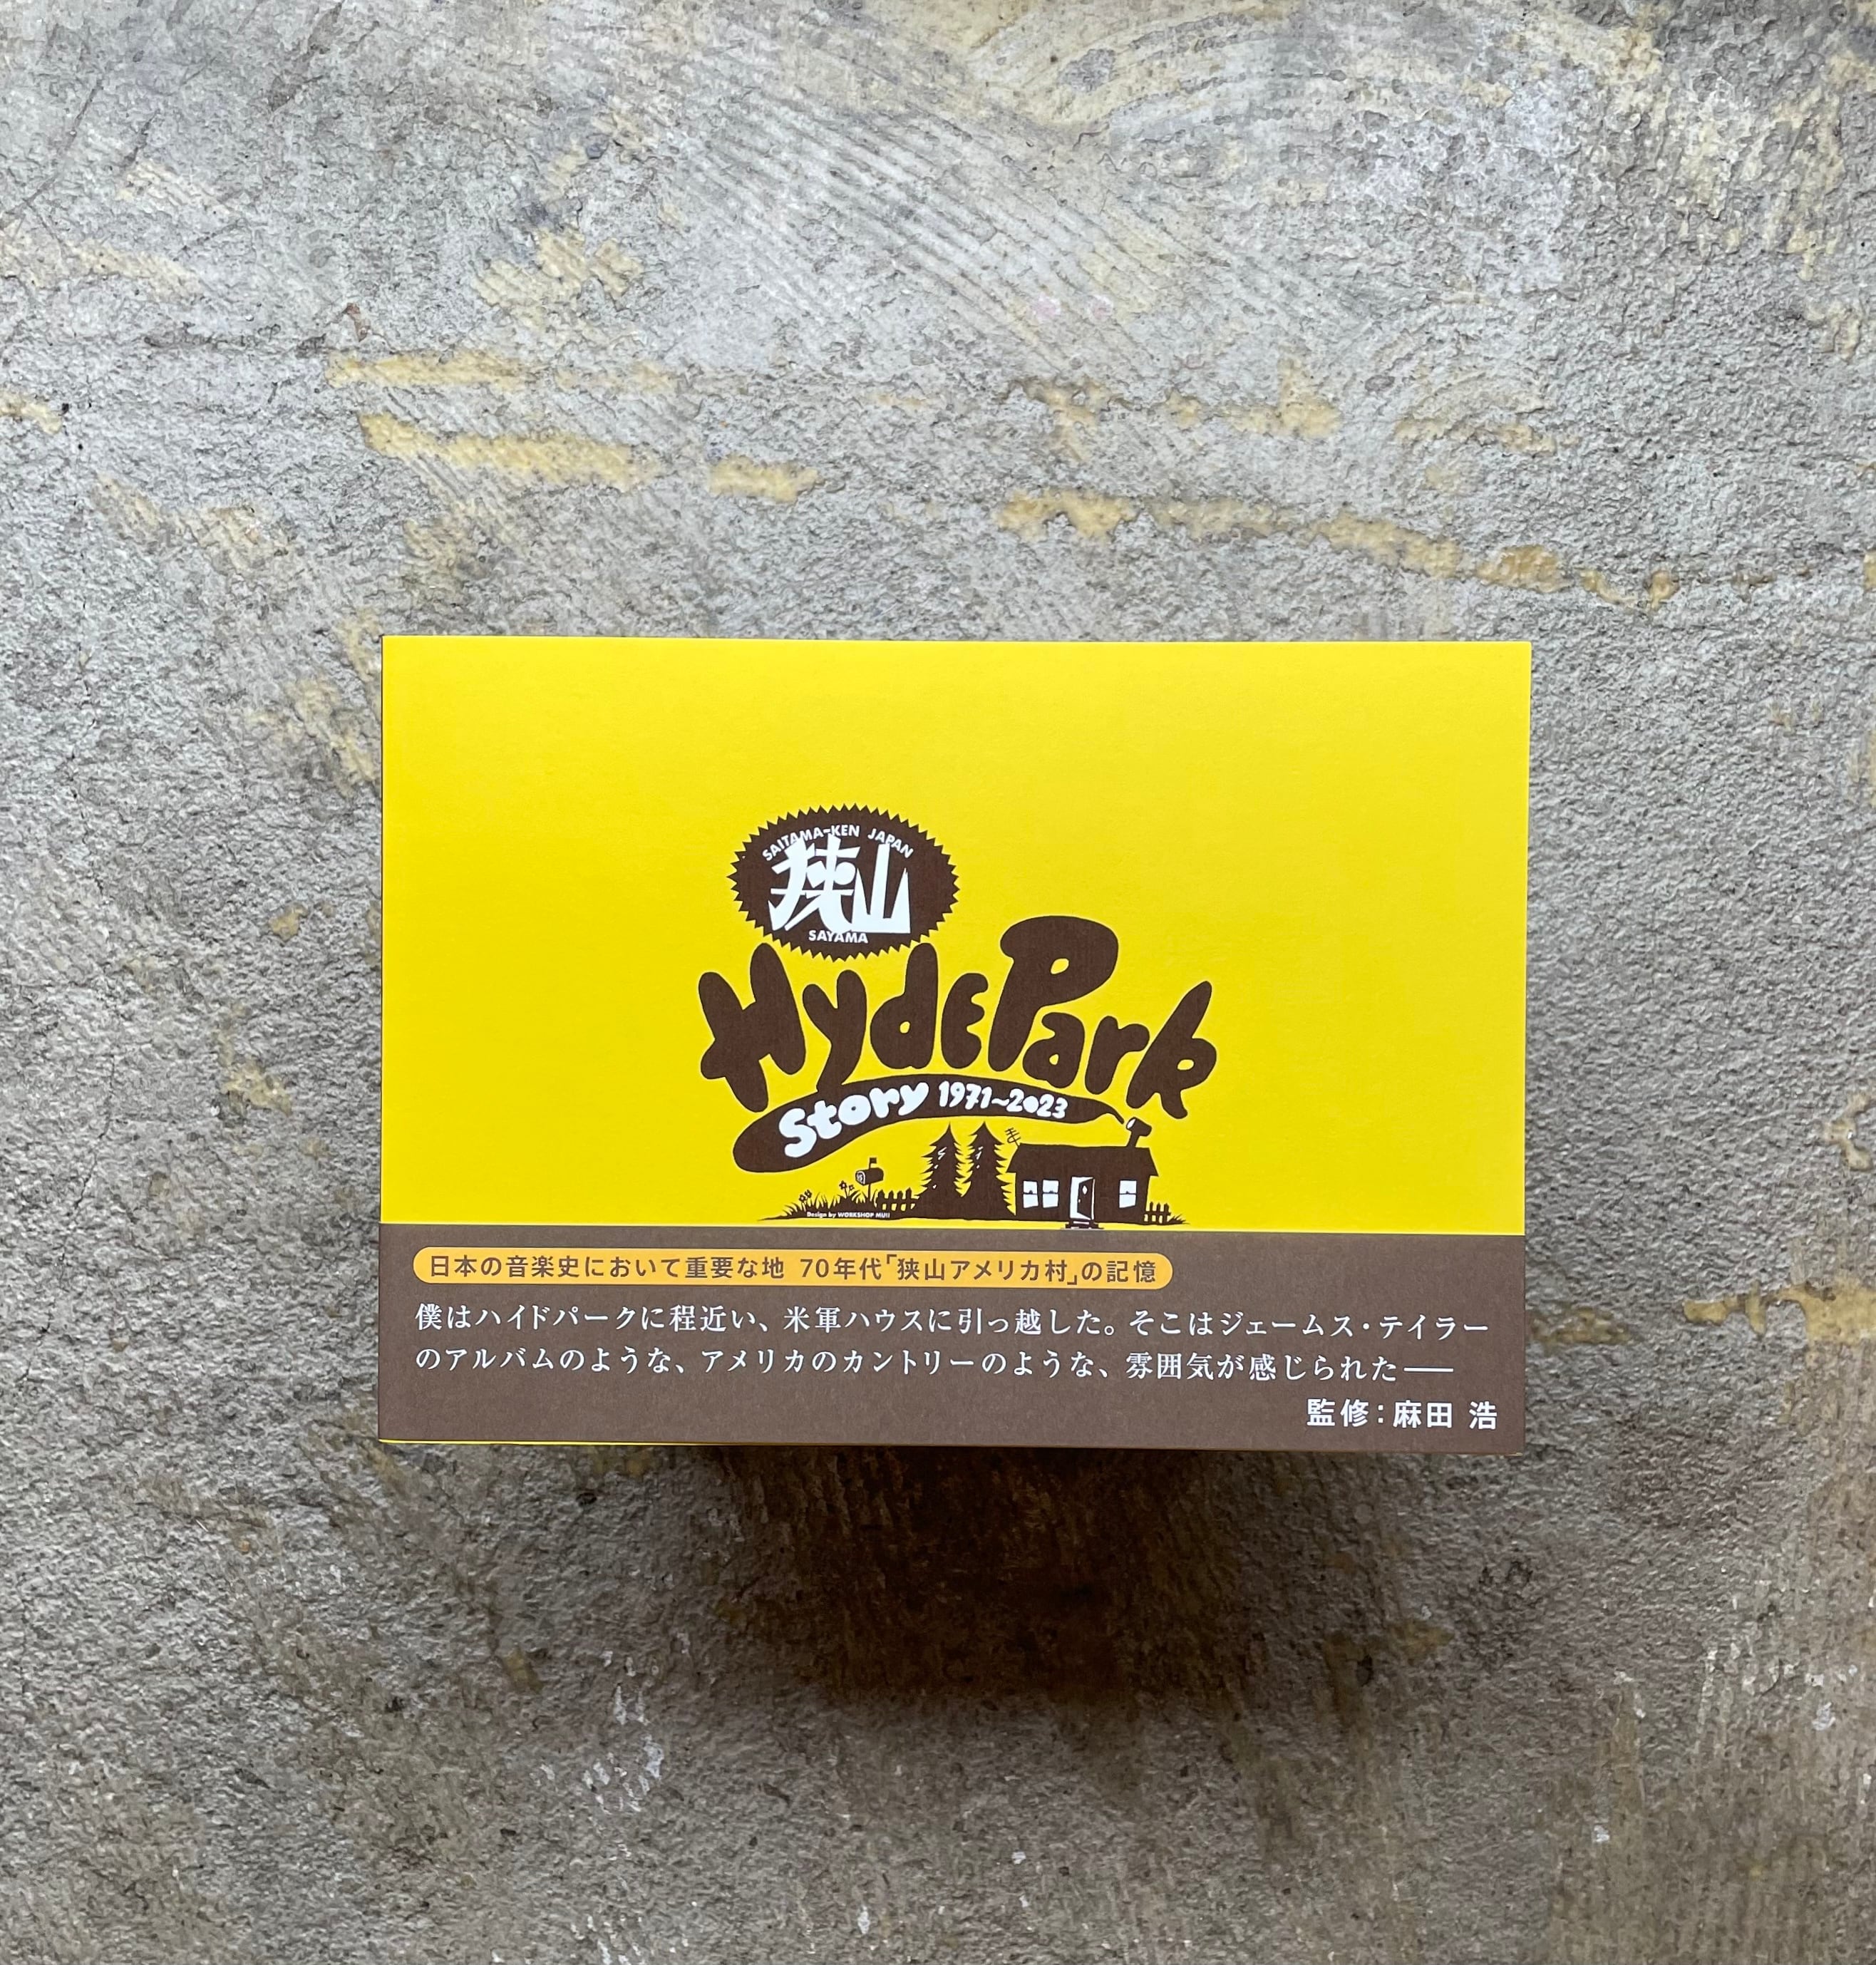 SAITAMA-KEN JAPAN
狭山
SAYAMA
HydePark
Story 1971~2023
Design by WORKSHOP MU!!
日本の音楽史において重要な地 70年代「狭山アメリカ村」の記憶
僕はハイドパークに程近い、米軍ハウスに引っ越した。そこはジェームス・テイラー
のアルバムのような、アメリカのカントリーのような、雰囲気が感じられた――
監修：麻田 浩